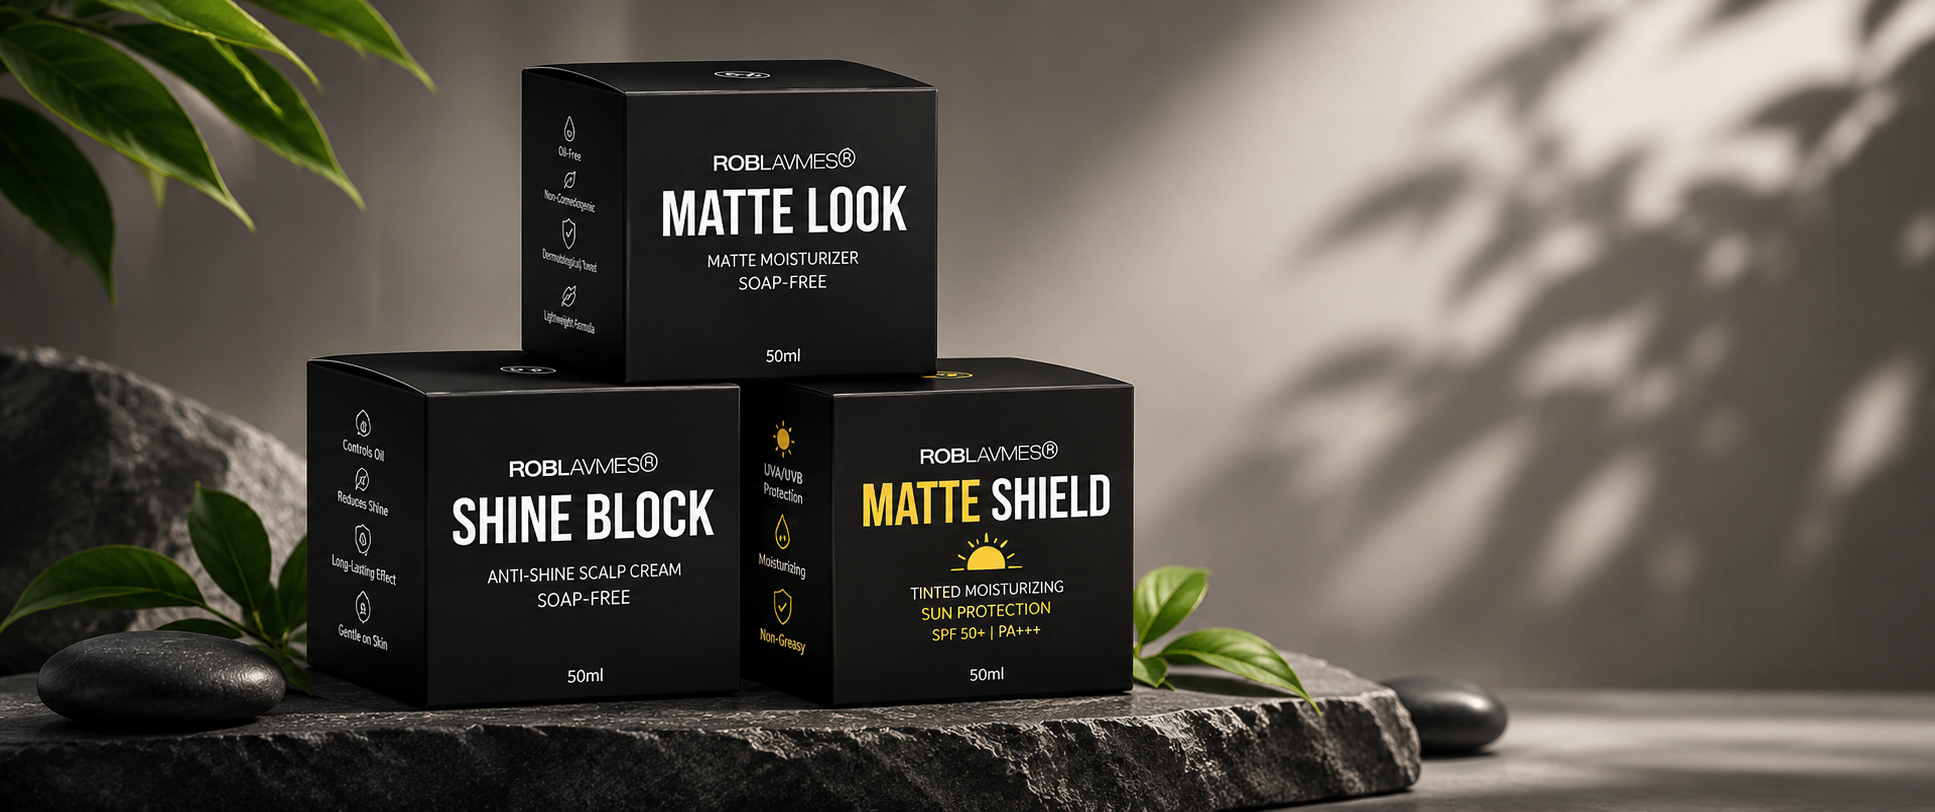 Oil-Free
Non-Comedogenic
Lightweight Formula
ROBLAVMES®
MATTE LOOK
MATTE MOISTURIZER
SOAP-FREE
50ml
Controls Oil
Reduces Shine
Long-Lasting Effect
Gentle on Skin
ROBLAVMES®
SHINE BLOCK
ANTI-SHINE SCALP CREAM
SOAP-FREE
50ml
UVA/UVB
Protection
Moisturizing
Non-Greasy
ROBLAVMES®
MATTE SHIELD
TINTED MOISTURIZING
SUN PROTECTION
SPF 50+ | PA+++
50ml